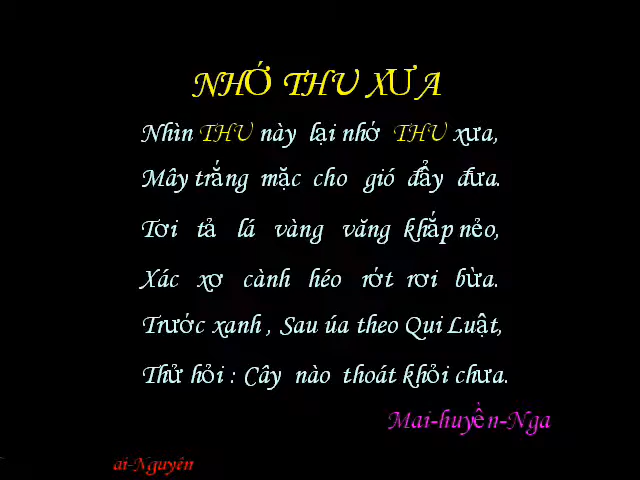 NHỚ THU XƯA
Nhìn THU này lại nhớ THU xưa,
Mây trắng mặc cho gió đẩy đưa.
Tơi tả lá vàng văng khắp nẻo,
Xác xơ cành héo rớt rơi bừa.
Trước xanh , Sau úa theo Qui Luật,
Thử hỏi : Cây nào thoát khỏi chưa.
Mai-huyền-Nga
ai-Nguyên